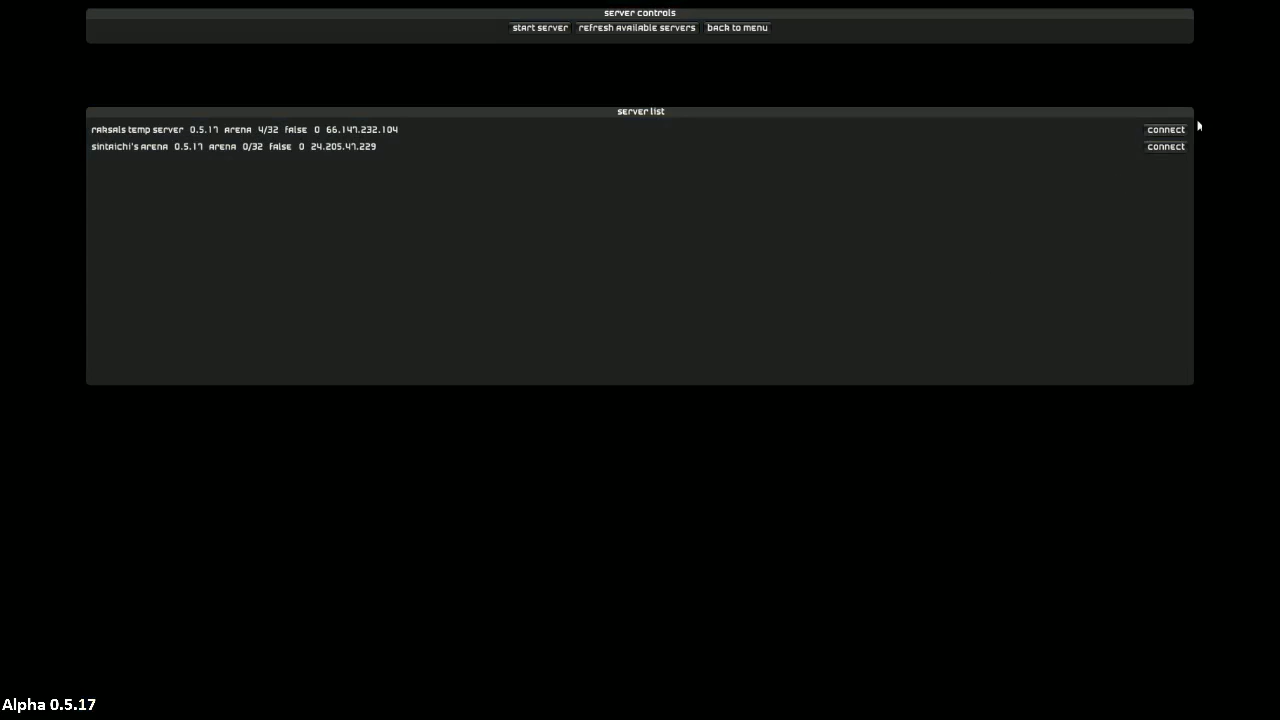 server controls
start server refresh available servers back to menu
server list
raksals temp server 0.5.17 arena 4/32 false 0 66.147.232.104 connect
sintaichi's arena 0.5.17 arena 0/32 false 0 24.205.47.229 connect
Alpha 0.5.17